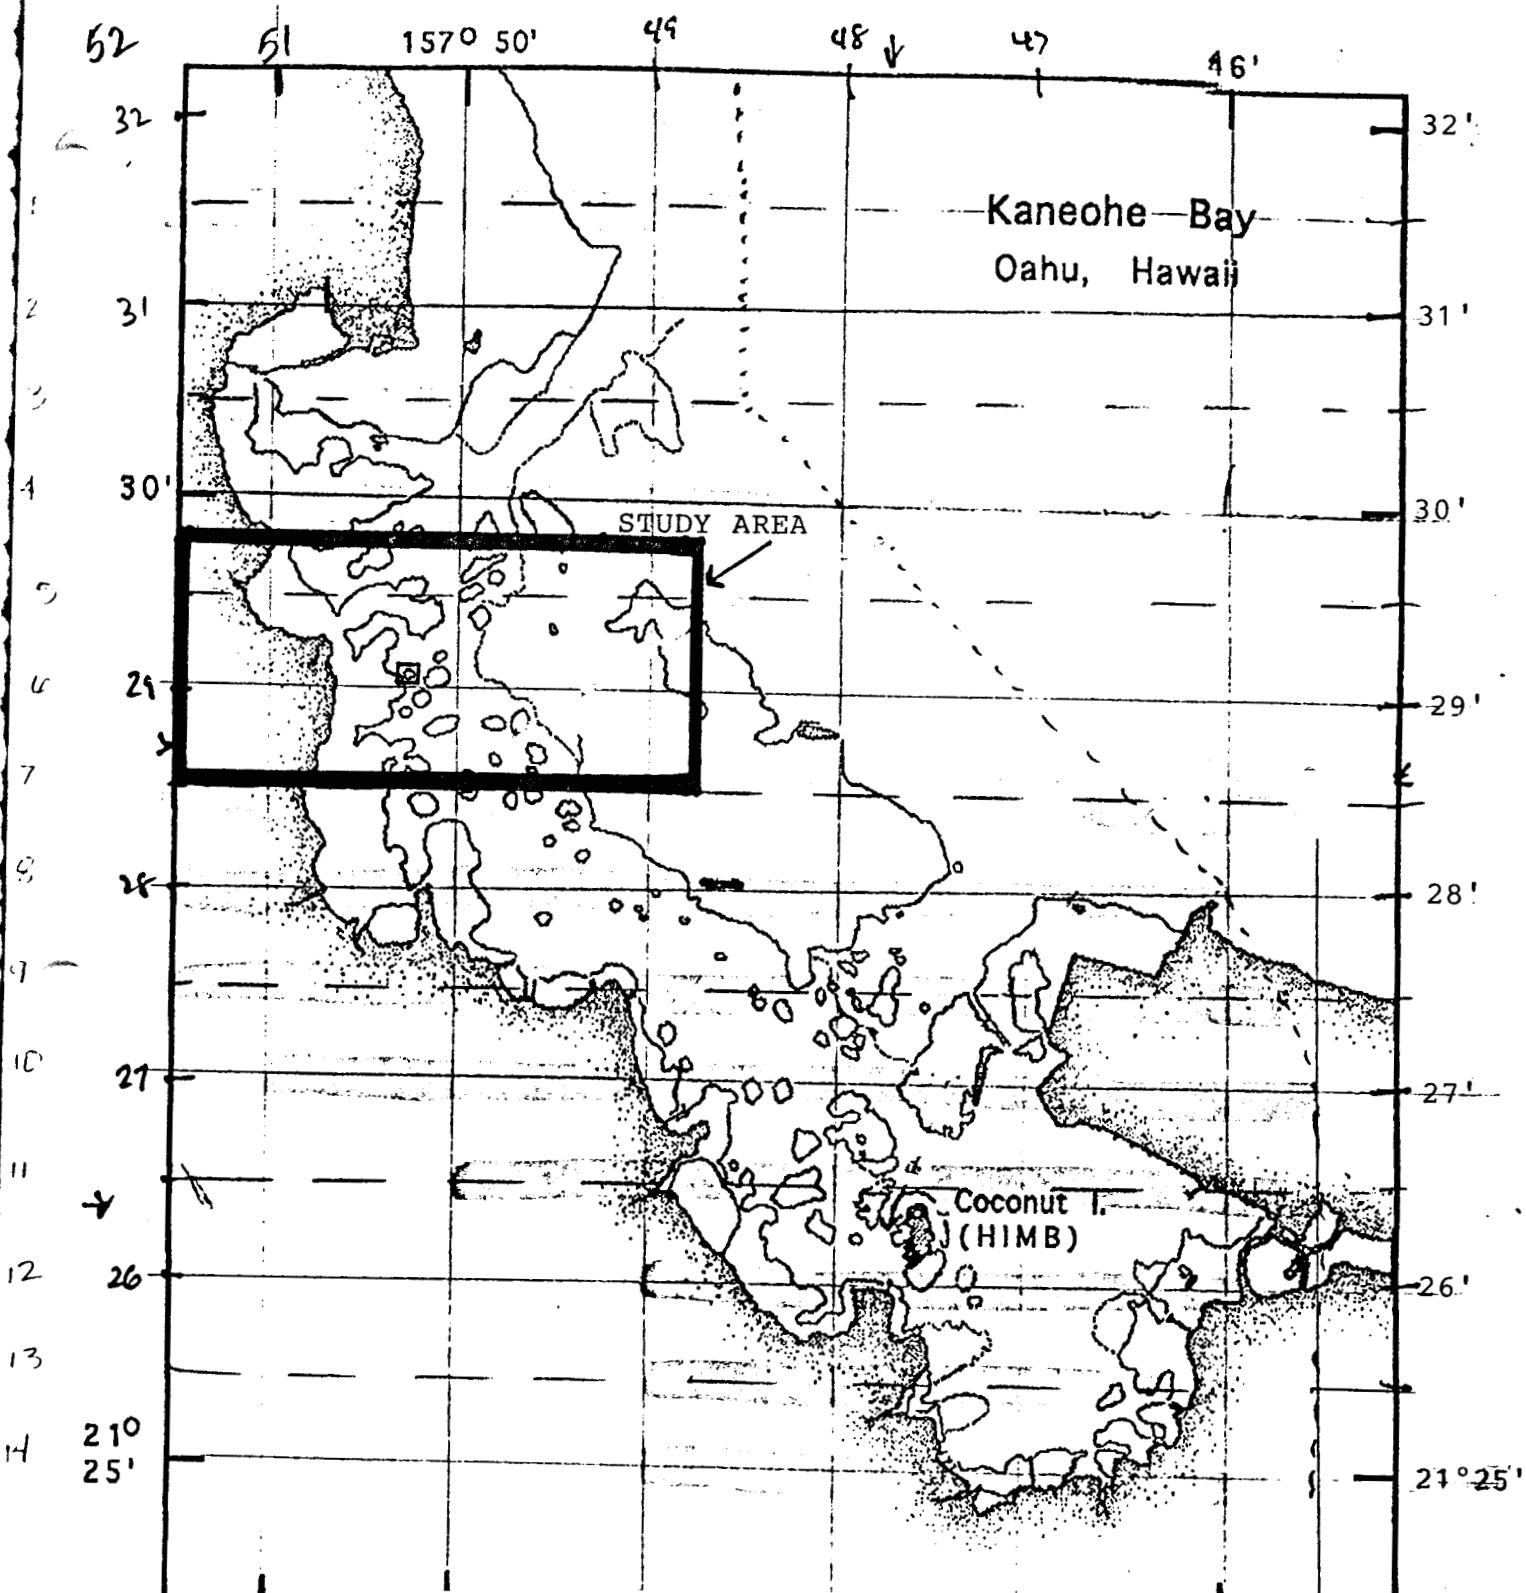 52 51 157° 50' 49 48 47 46'
32 32'
1
Kaneohe Bay
Oahu, Hawaii
2 31 31'
3
4 30' 30'
STUDY AREA
5
6 29 29'
7
8 28 28'
9
10 27 27'
11
Coconut I.
(HIMB)
12 26 26'
13
14 21° 25' 21°25'